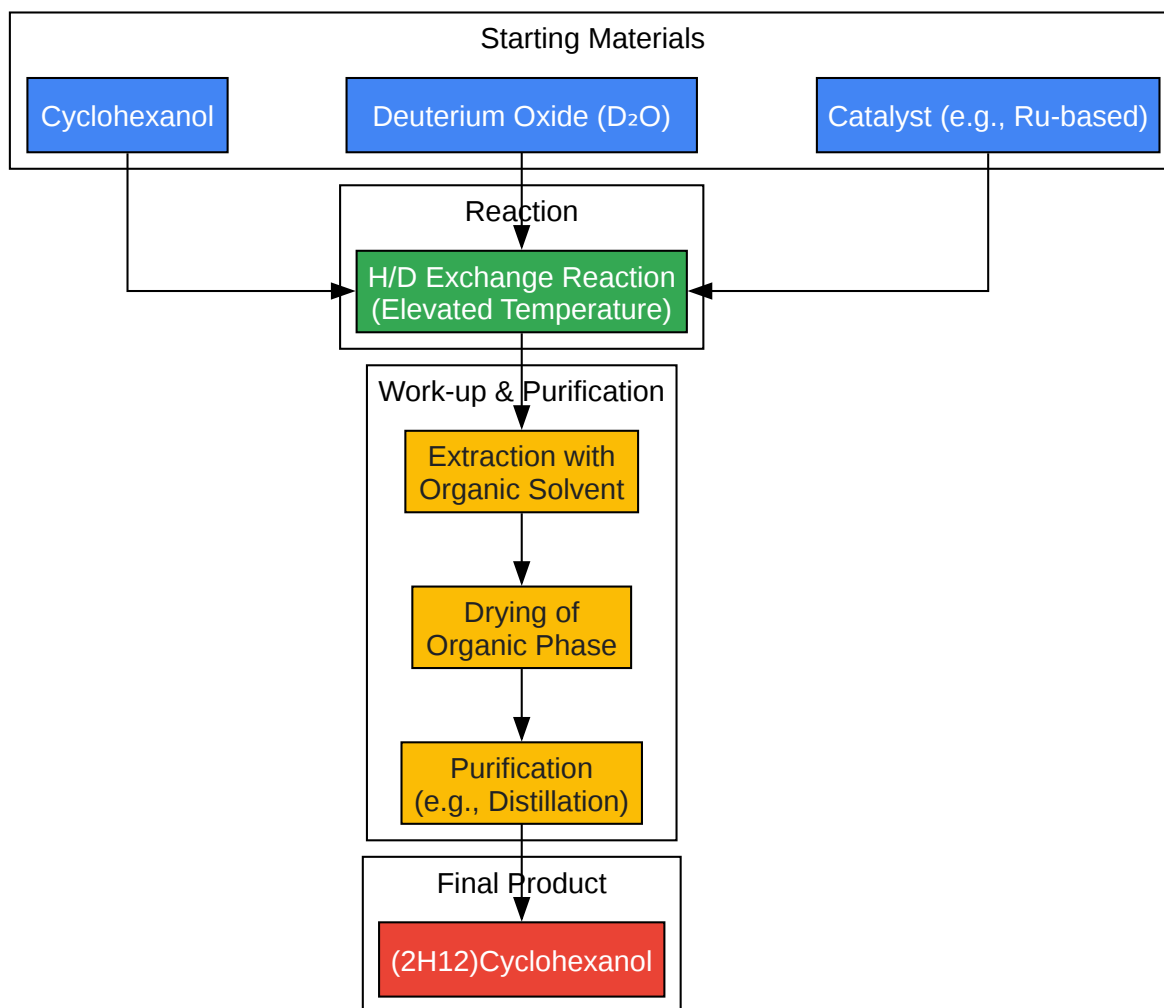 Starting Materials
Cyclohexanol
Deuterium Oxide (D₂O)
Catalyst (e.g., Ru-based)
Reaction
H/D Exchange Reaction
(Elevated Temperature)
Work-up & Purification
Extraction with
Organic Solvent
Drying of
Organic Phase
Purification
(e.g., Distillation)
Final Product
(2H12)Cyclohexanol